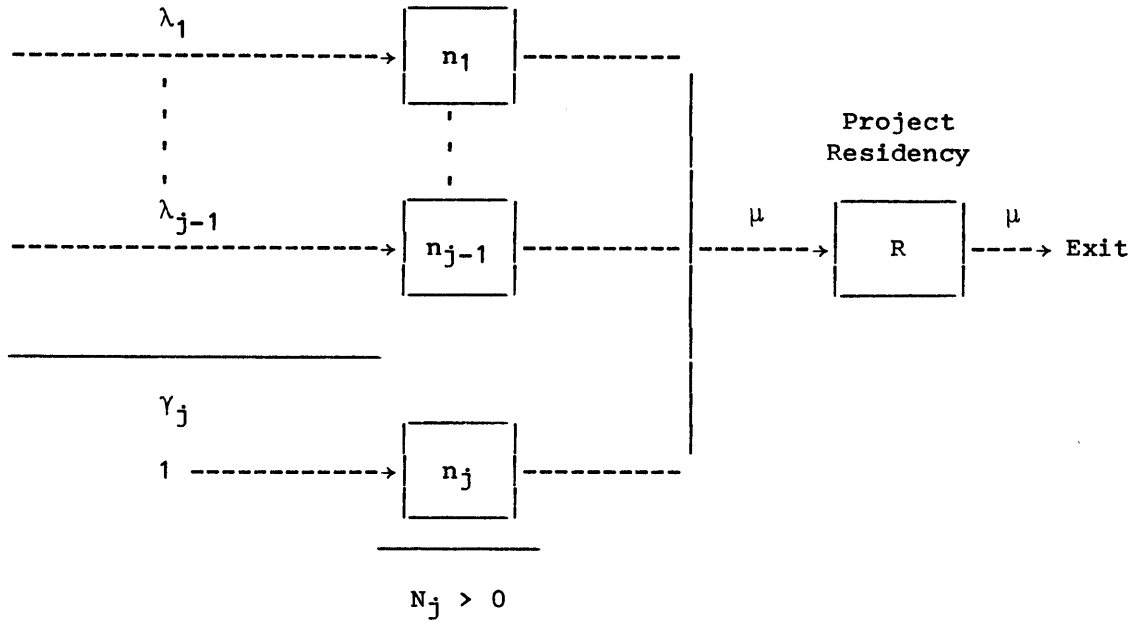 λ1
n1
Project
Residency
λj-1
nj-1
μ
R
μ
Exit
γj
1
nj
Nj > 0